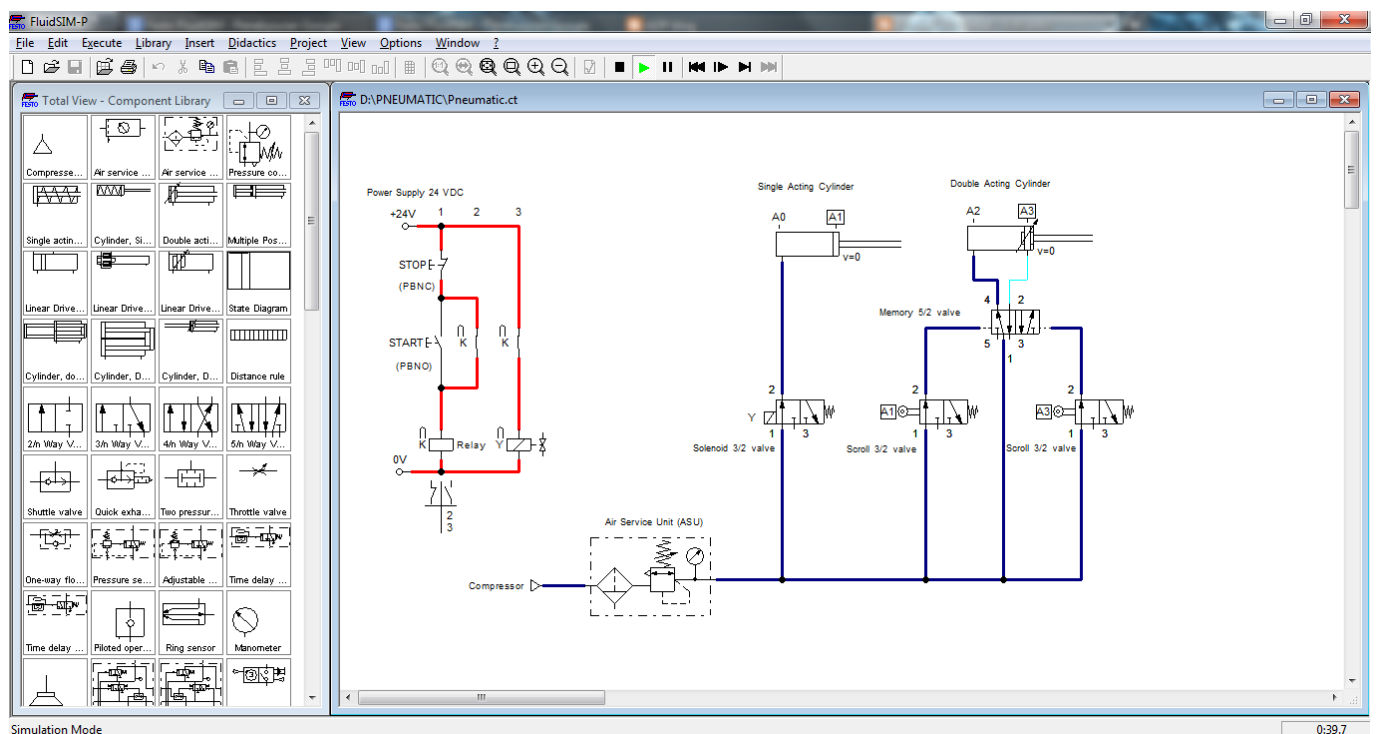 FluidSIM-P
File Edit Execute Library Insert Didactics Project View Options Window ?
FESTO Total View - Component Library
Compresse... Air service ... Air service ... Pressure co...
Single actin... Cylinder, Si... Double acti... Multiple Pos...
Linear Drive... Linear Drive... Linear Drive... State Diagram
Cylinder, do... Cylinder, D... Cylinder, D... Distance rule
2/n Way V... 3/n Way V... 4/n Way V... 5/n Way V...
Shuttle valve Quick exha... Two pressur... Throttle valve
One-way flo... Pressure se... Adjustable ... Time delay ...
Time delay ... Piloted oper... Ring sensor Manometer
FESTO D:\PNEUMATIC\Pneumatic.ct
Power Supply 24 VDC
+24V 1 2 3
STOP
(PBNC)
START K K
(PBNO)
K Relay Y
0V
2
3
Single Acting Cylinder
A0 A1
v=0
Double Acting Cylinder
A2 A3
v=0
4 2
Memory 5/2 valve
5 3
1
2
Y
1 3
Solenoid 3/2 valve
2
A1
1 3
Scroll 3/2 valve
2
A3
1 3
Scroll 3/2 valve
Air Service Unit (ASU)
Compressor
Simulation Mode
0:39.7